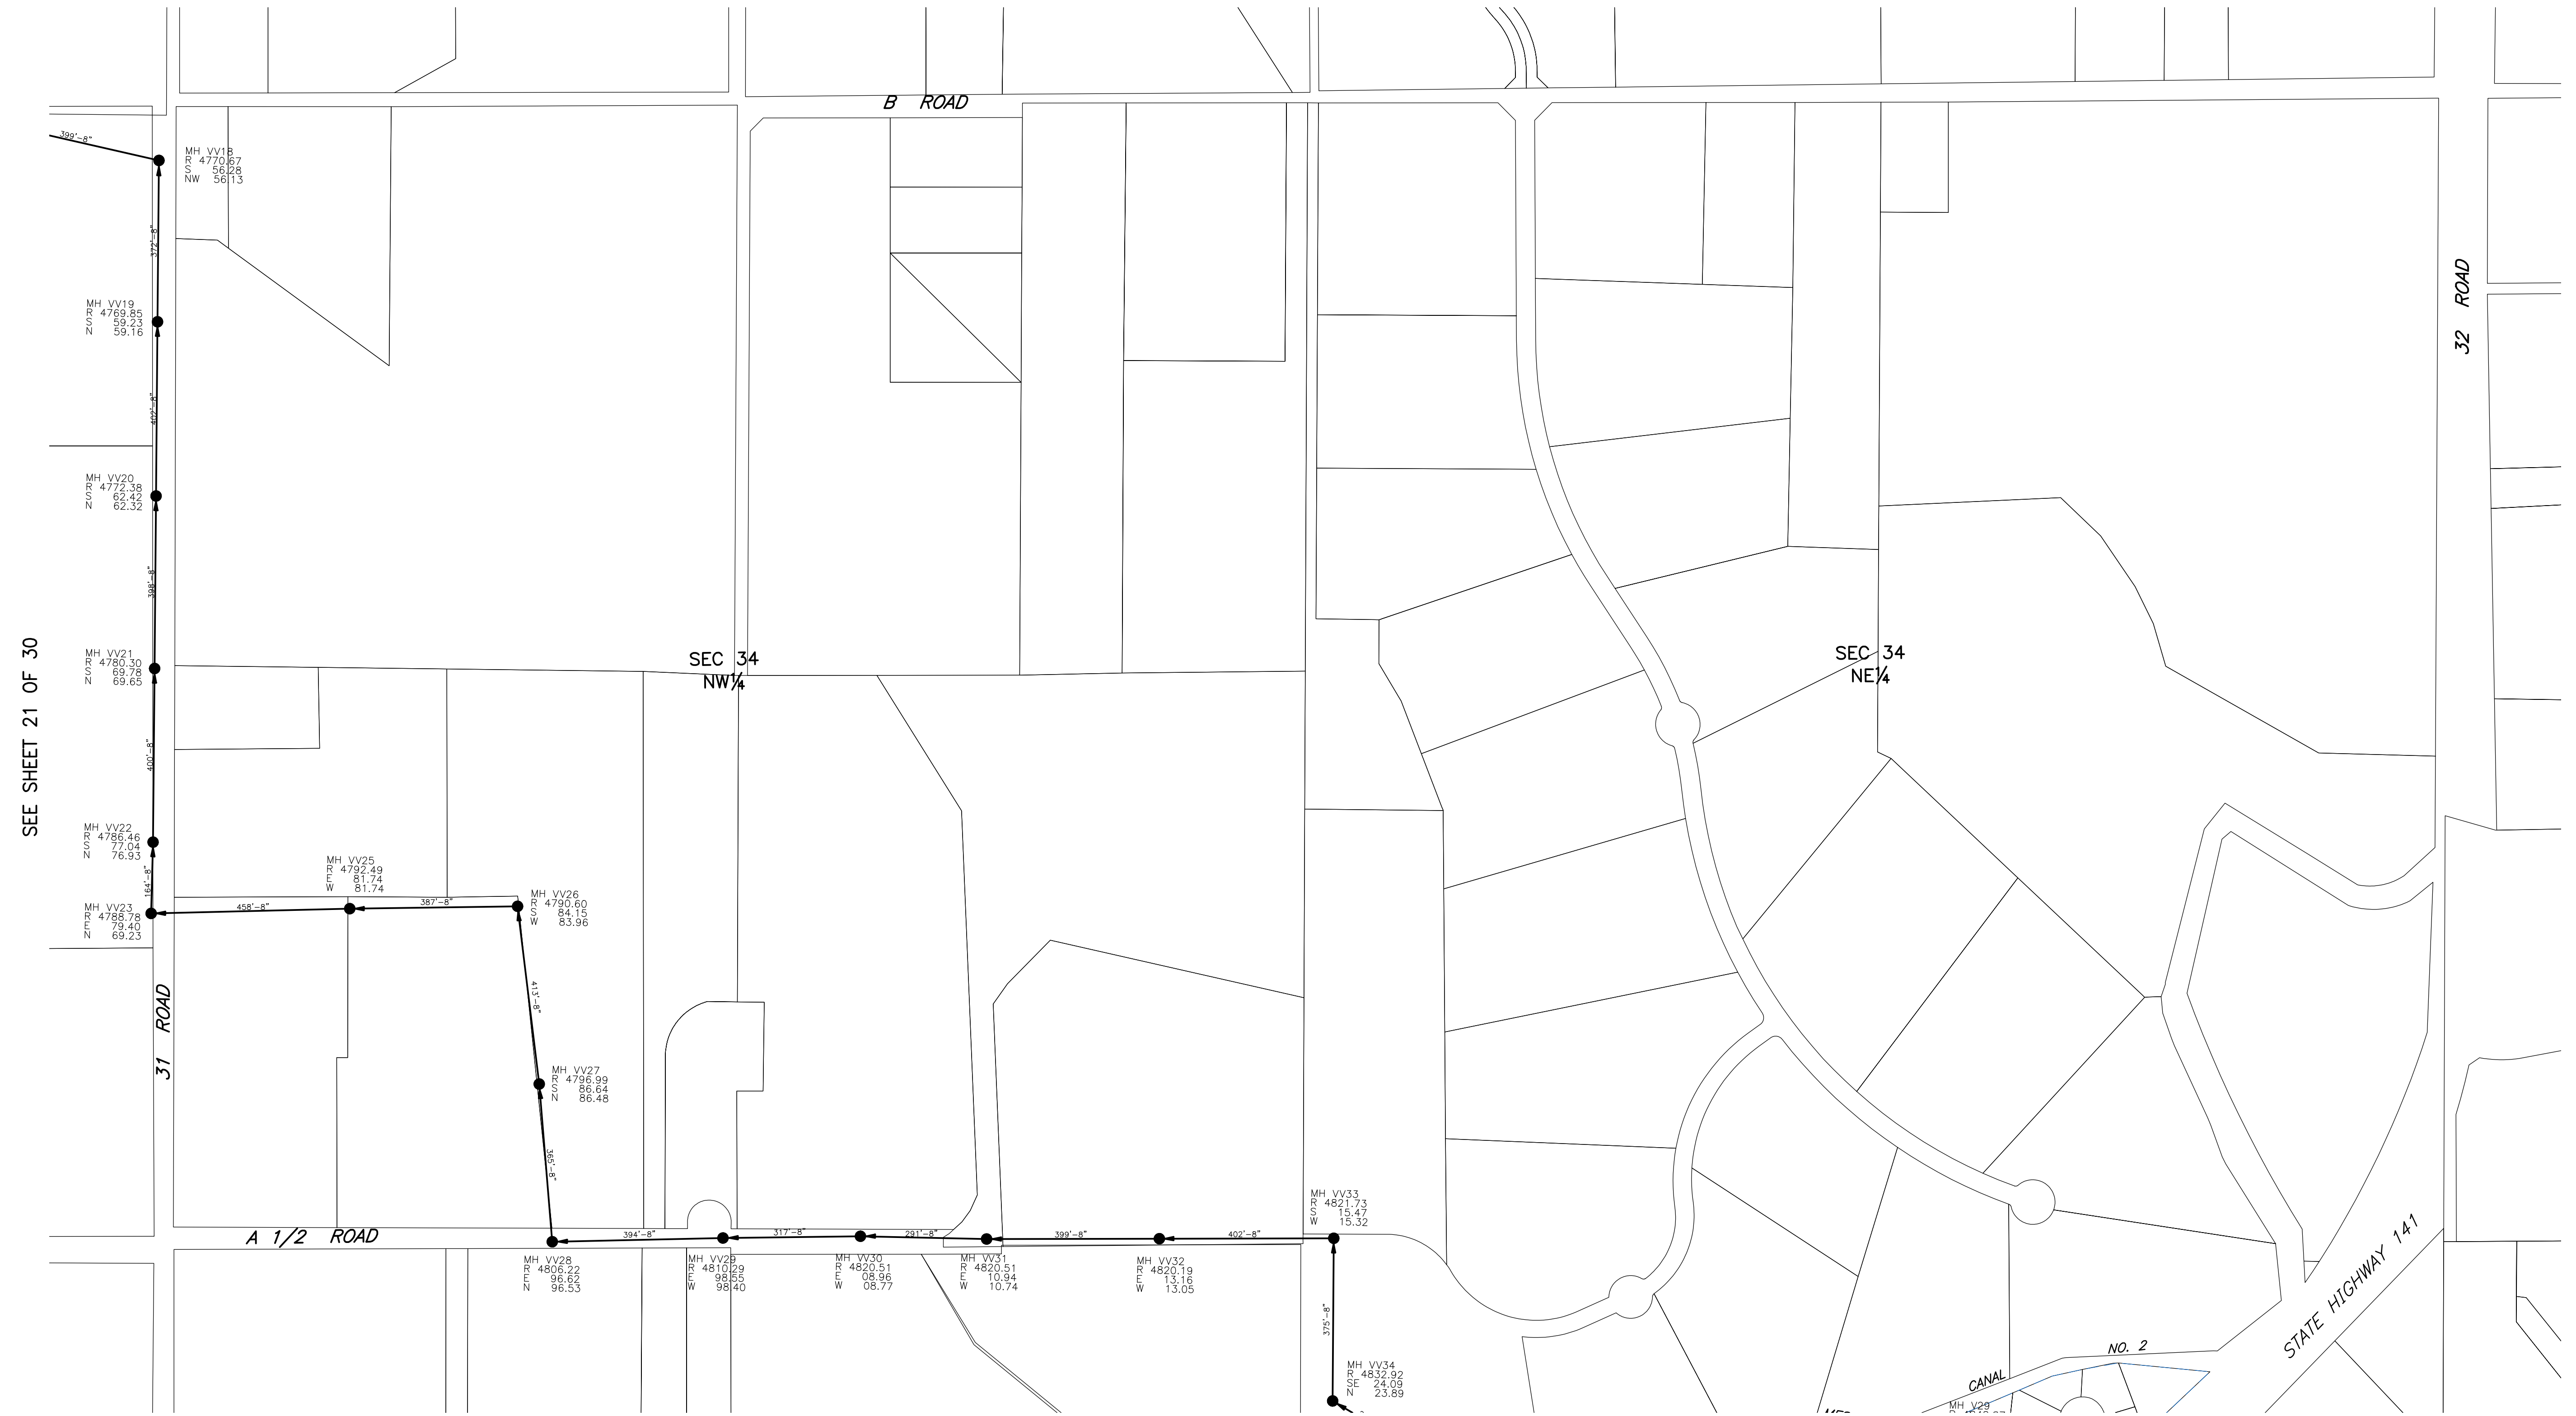 B ROAD
399'-8"
MH VV18
R 4770.67
S 56.28
NW 56.13
372'-8"
MH VV19
R 4769.85
S 59.23
N 59.16
32 ROAD
402'-8"
MH VV20
R 4772.38
S 62.42
N 62.32
398'-8"
MH VV21
R 4780.30
S 69.78
N 69.65
SEC 34
NW¼
SEC 34
NE¼
SEE SHEET 21 OF 30
400'-8"
MH VV22
R 4786.46
S 77.04
N 76.93
164'-8"
MH VV23
R 4788.78
E 79.40
N 69.23
458'-8"
MH VV25
R 4792.49
E 81.74
W 81.74
387'-8"
MH VV26
R 4790.60
S 84.15
W 83.96
413'-8"
31 ROAD
MH VV27
R 4796.99
S 86.64
N 86.48
365'-8"
A 1/2 ROAD
MH VV28
R 4806.22
E 96.62
N 96.53
394'-8"
MH VV29
R 4810.29
E 98.55
W 98.40
317'-8"
MH VV30
R 4820.51
E 08.96
W 08.77
291'-8"
MH VV31
R 4820.51
E 10.94
W 10.74
399'-8"
MH VV32
R 4820.19
E 13.16
W 13.05
402'-8"
MH VV33
R 4821.73
S 15.47
W 15.32
375'-8"
MH VV34
R 4832.92
SE 24.09
N 23.89
STATE HIGHWAY 141
CANAL
NO. 2
MH V29